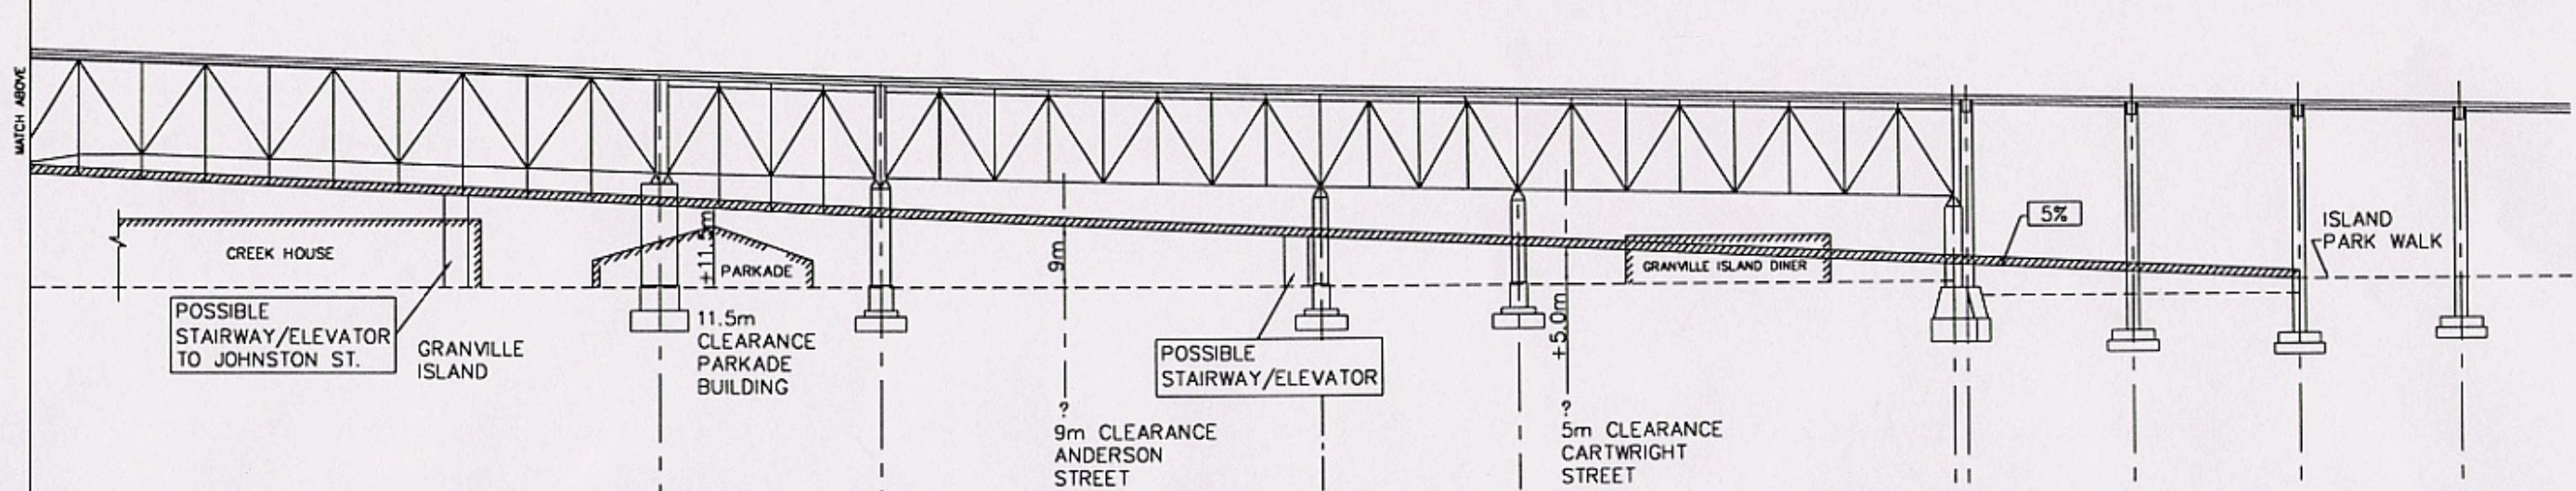 MATCH ABOVE
CREEK HOUSE
POSSIBLE
STAIRWAY/ELEVATOR
TO JOHNSTON ST.
GRANVILLE
ISLAND
+11.5m
PARKADE
11.5m
CLEARANCE
PARKADE
BUILDING
9m
?
9m CLEARANCE
ANDERSON
STREET
POSSIBLE
STAIRWAY/ELEVATOR
+5.0m
?
5m CLEARANCE
CARTWRIGHT
STREET
GRANVILLE ISLAND DINER
5%
ISLAND
PARK WALK